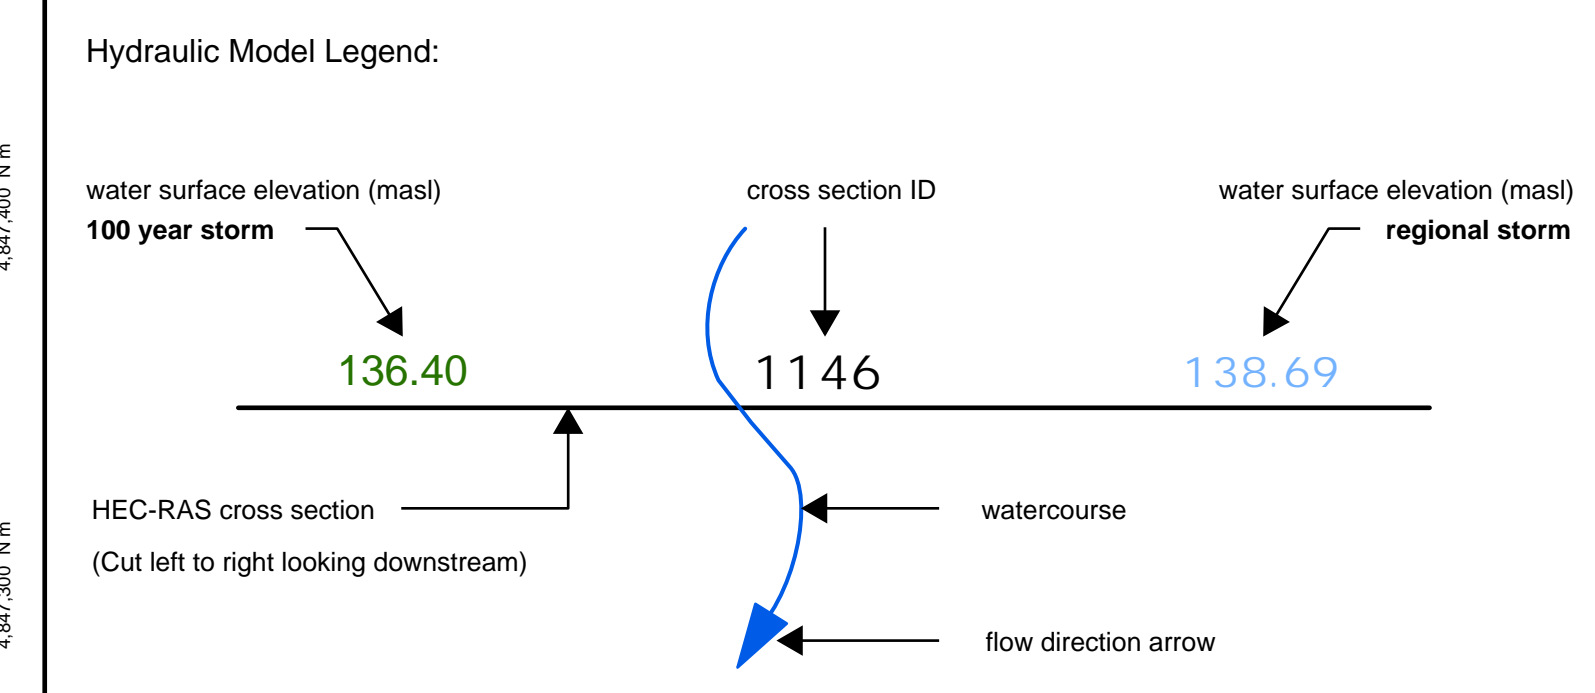 Hydraulic Model Legend:
4,847,400 N m
water surface elevation (masl)
100 year storm
cross section ID
water surface elevation (masl)
regional storm
136.40
1146
138.69
HEC-RAS cross section
(Cut left to right looking downstream)
watercourse
4,847,300 N m
flow direction arrow